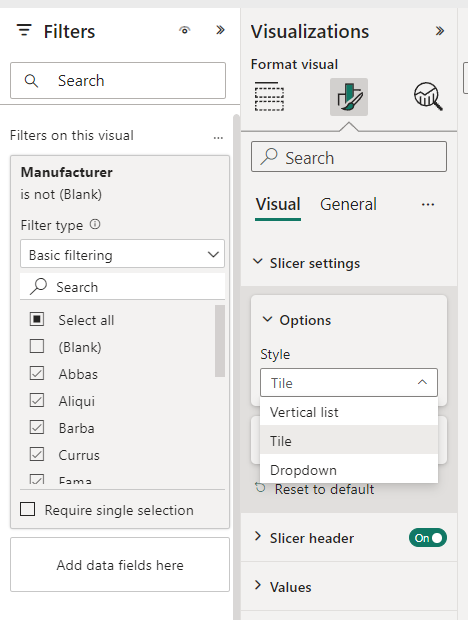 Filters
Search
Filters on this visual
...
Manufacturer
is not (Blank)
Filter type
Basic filtering
Search
Select all
(Blank)
Abbas
Aliqui
Barba
Currus
Fama
Require single selection
Add data fields here
Visualizations
Format visual
Search
Visual General ...
Slicer settings
Options
Style
Tile
Vertical list
Tile
Dropdown
Reset to default
Slicer header On
Values